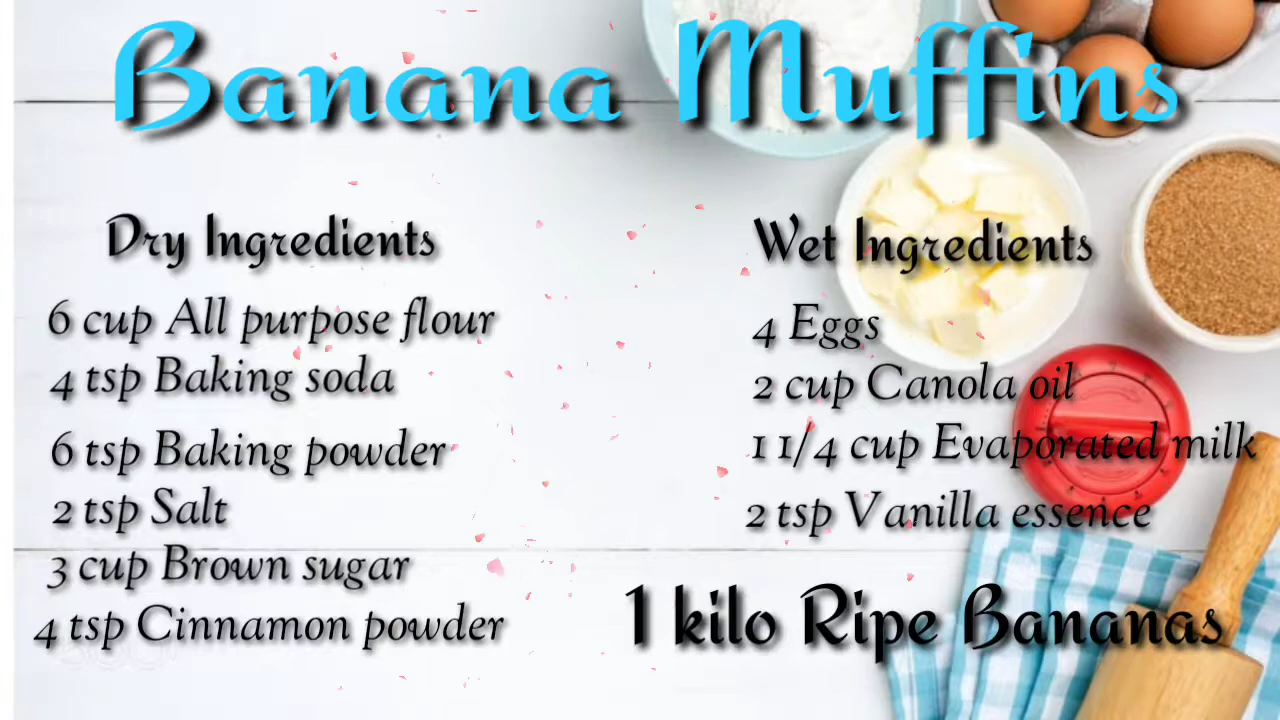 Banana Muffins
Dry Ingredients
6 cup All purpose flour
4 tsp Baking soda
6 tsp Baking powder
2 tsp Salt
3 cup Brown sugar
4 tsp Cinnamon powder
Wet Ingredients
4 Eggs
2 cup Canola oil
1 1/4 cup Evaporated milk
2 tsp Vanilla essence
1 kilo Ripe Bananas